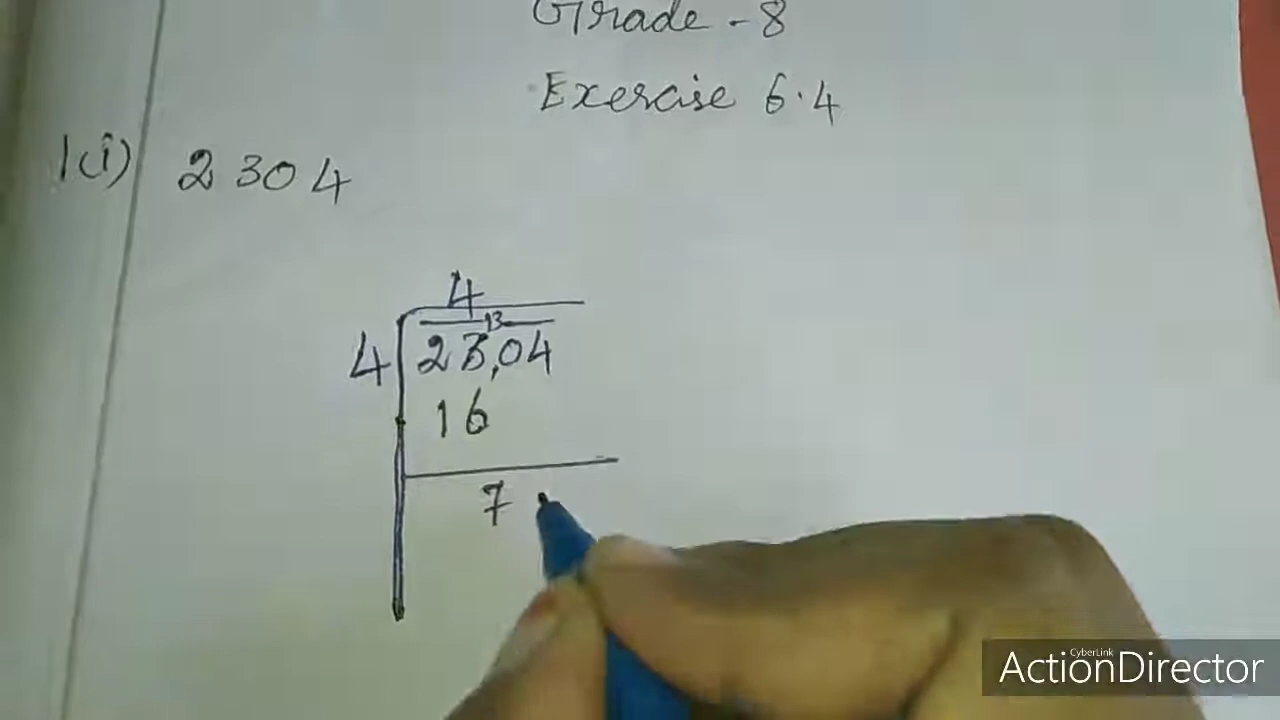 Grade - 8
Exercise 6.4
1(i) 2304
4
13
4 23,04
16
7
CyberLink
ActionDirector